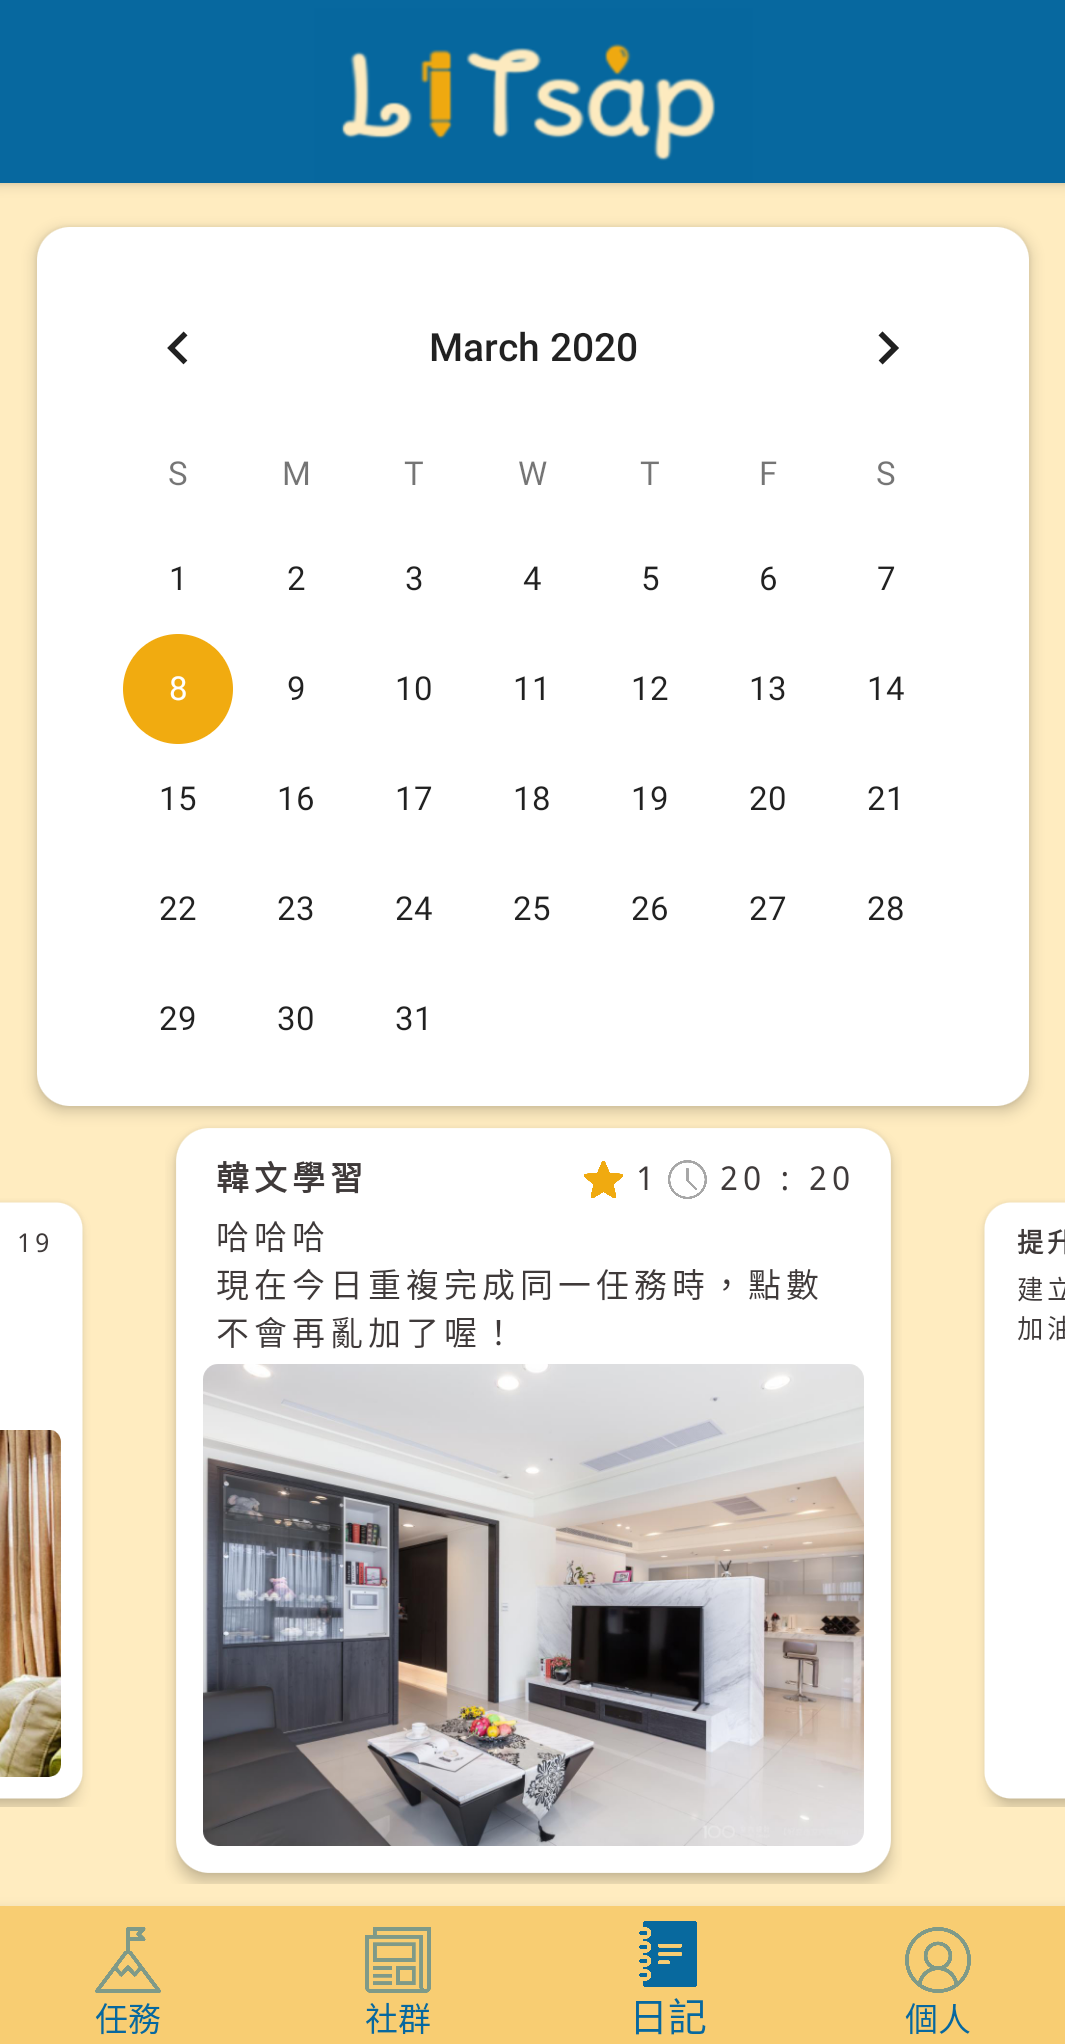 LiTsap
March 2020
S M T W T F S
1 2 3 4 5 6 7
8 9 10 11 12 13 14
15 16 17 18 19 20 21
22 23 24 25 26 27 28
29 30 31
韓文學習 1 20 : 20
哈哈哈
現在今日重複完成同一任務時，點數
不會再亂加了喔！
19
提升
建立
加油
任務 社群 日記 個人